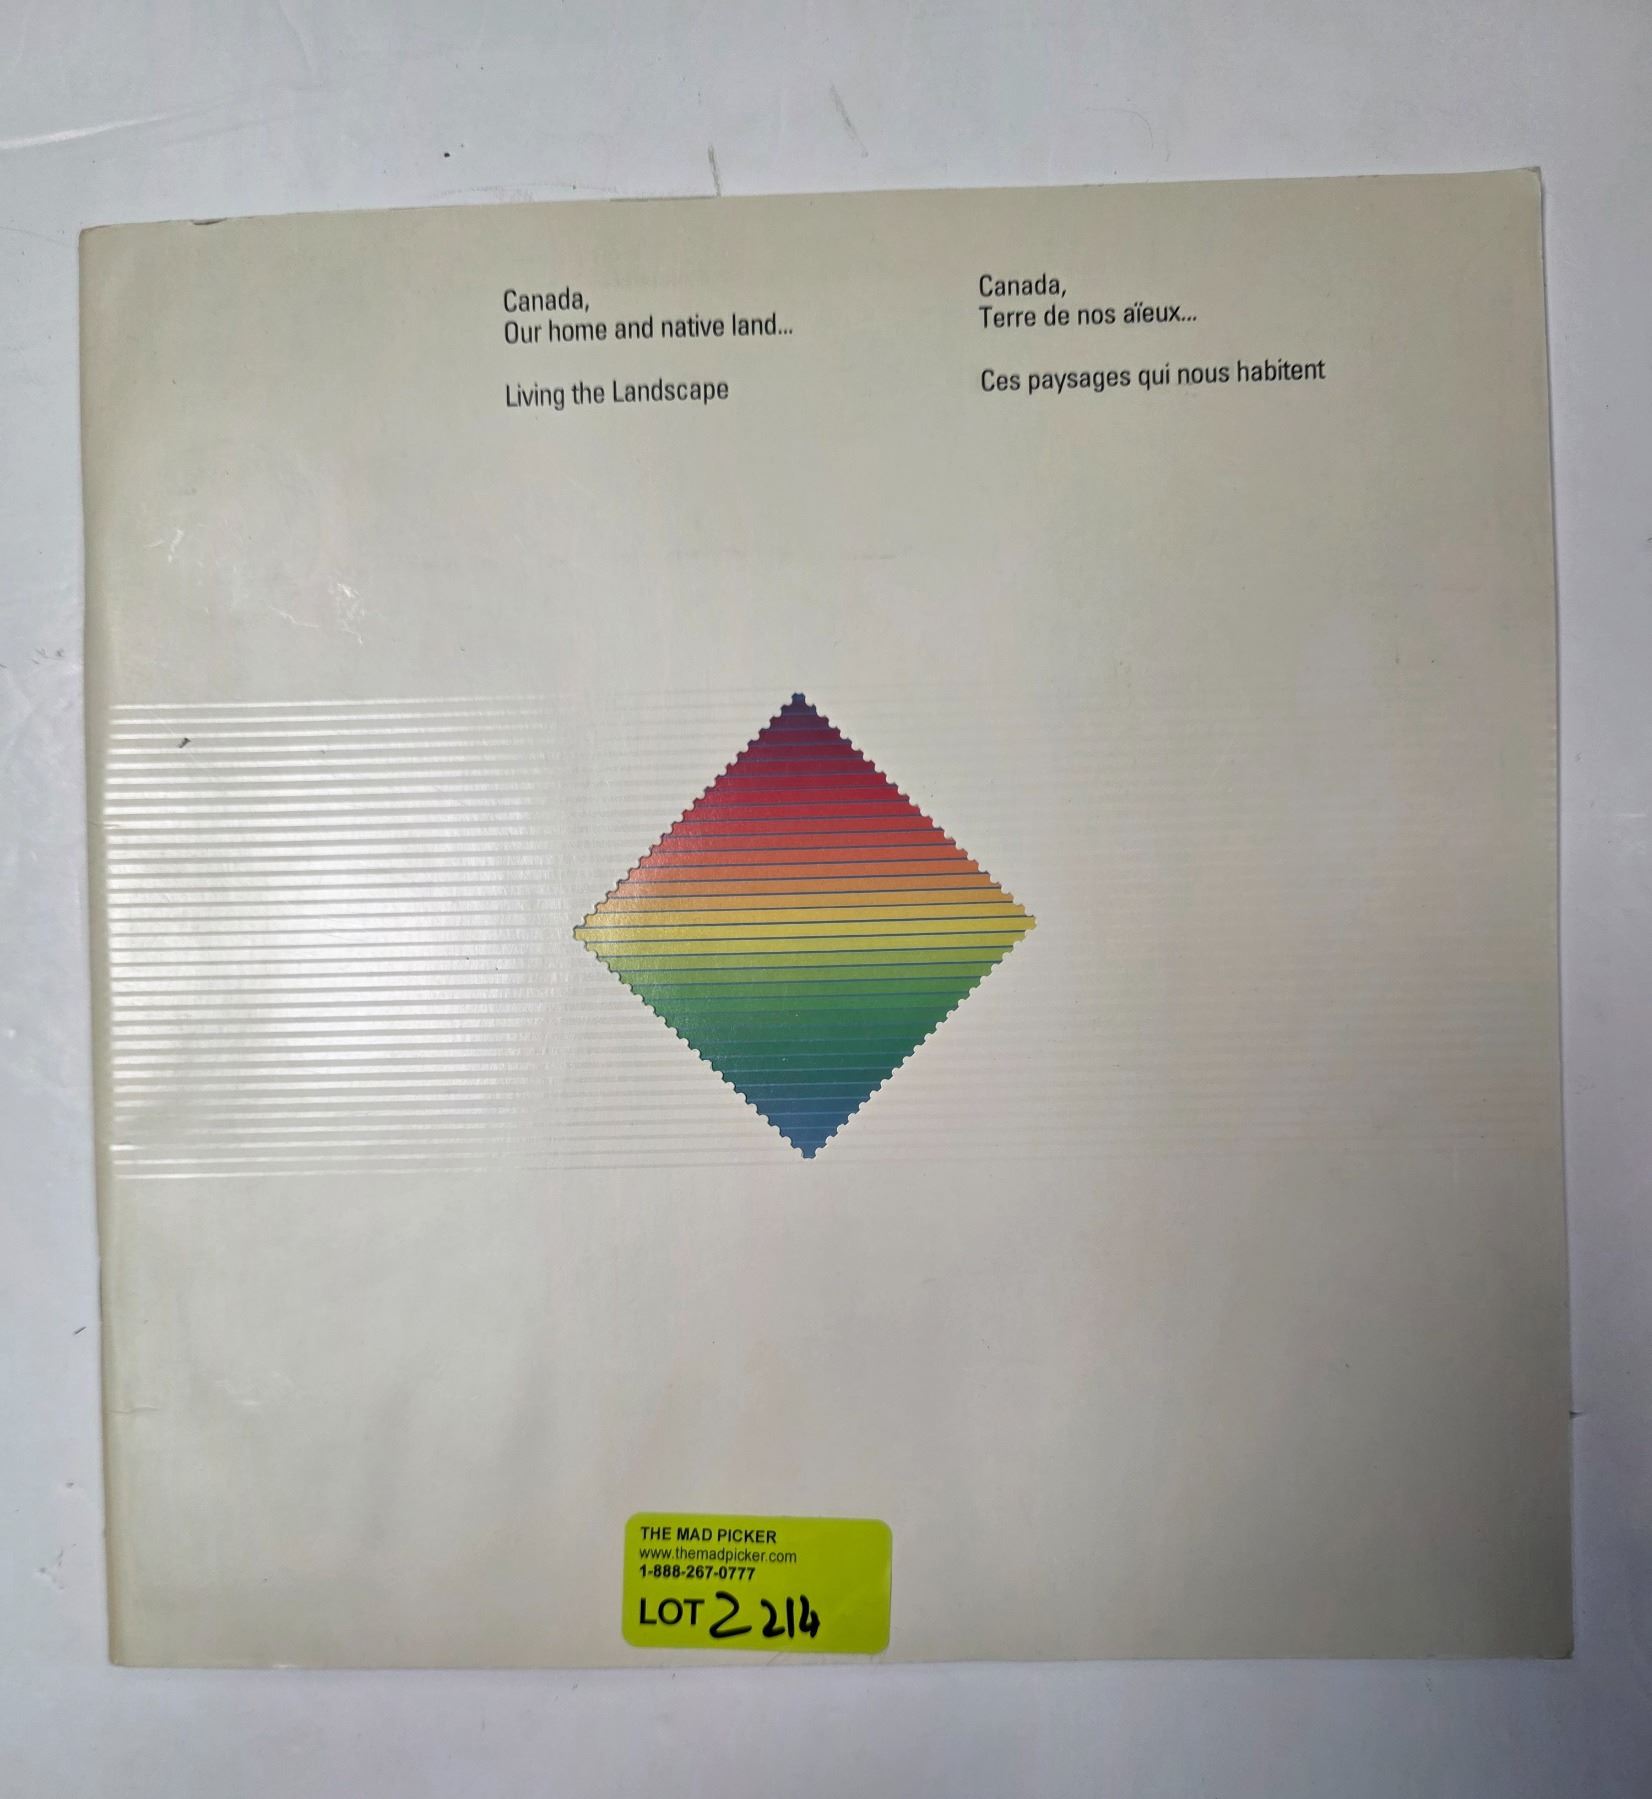 Canada,
Our home and native land...
Living the Landscape
Canada,
Terre de nos aïeux...
Ces paysages qui nous habitent
THE MAD PICKER
www.themadpicker.com
1-888-267-0777
LOT 2214